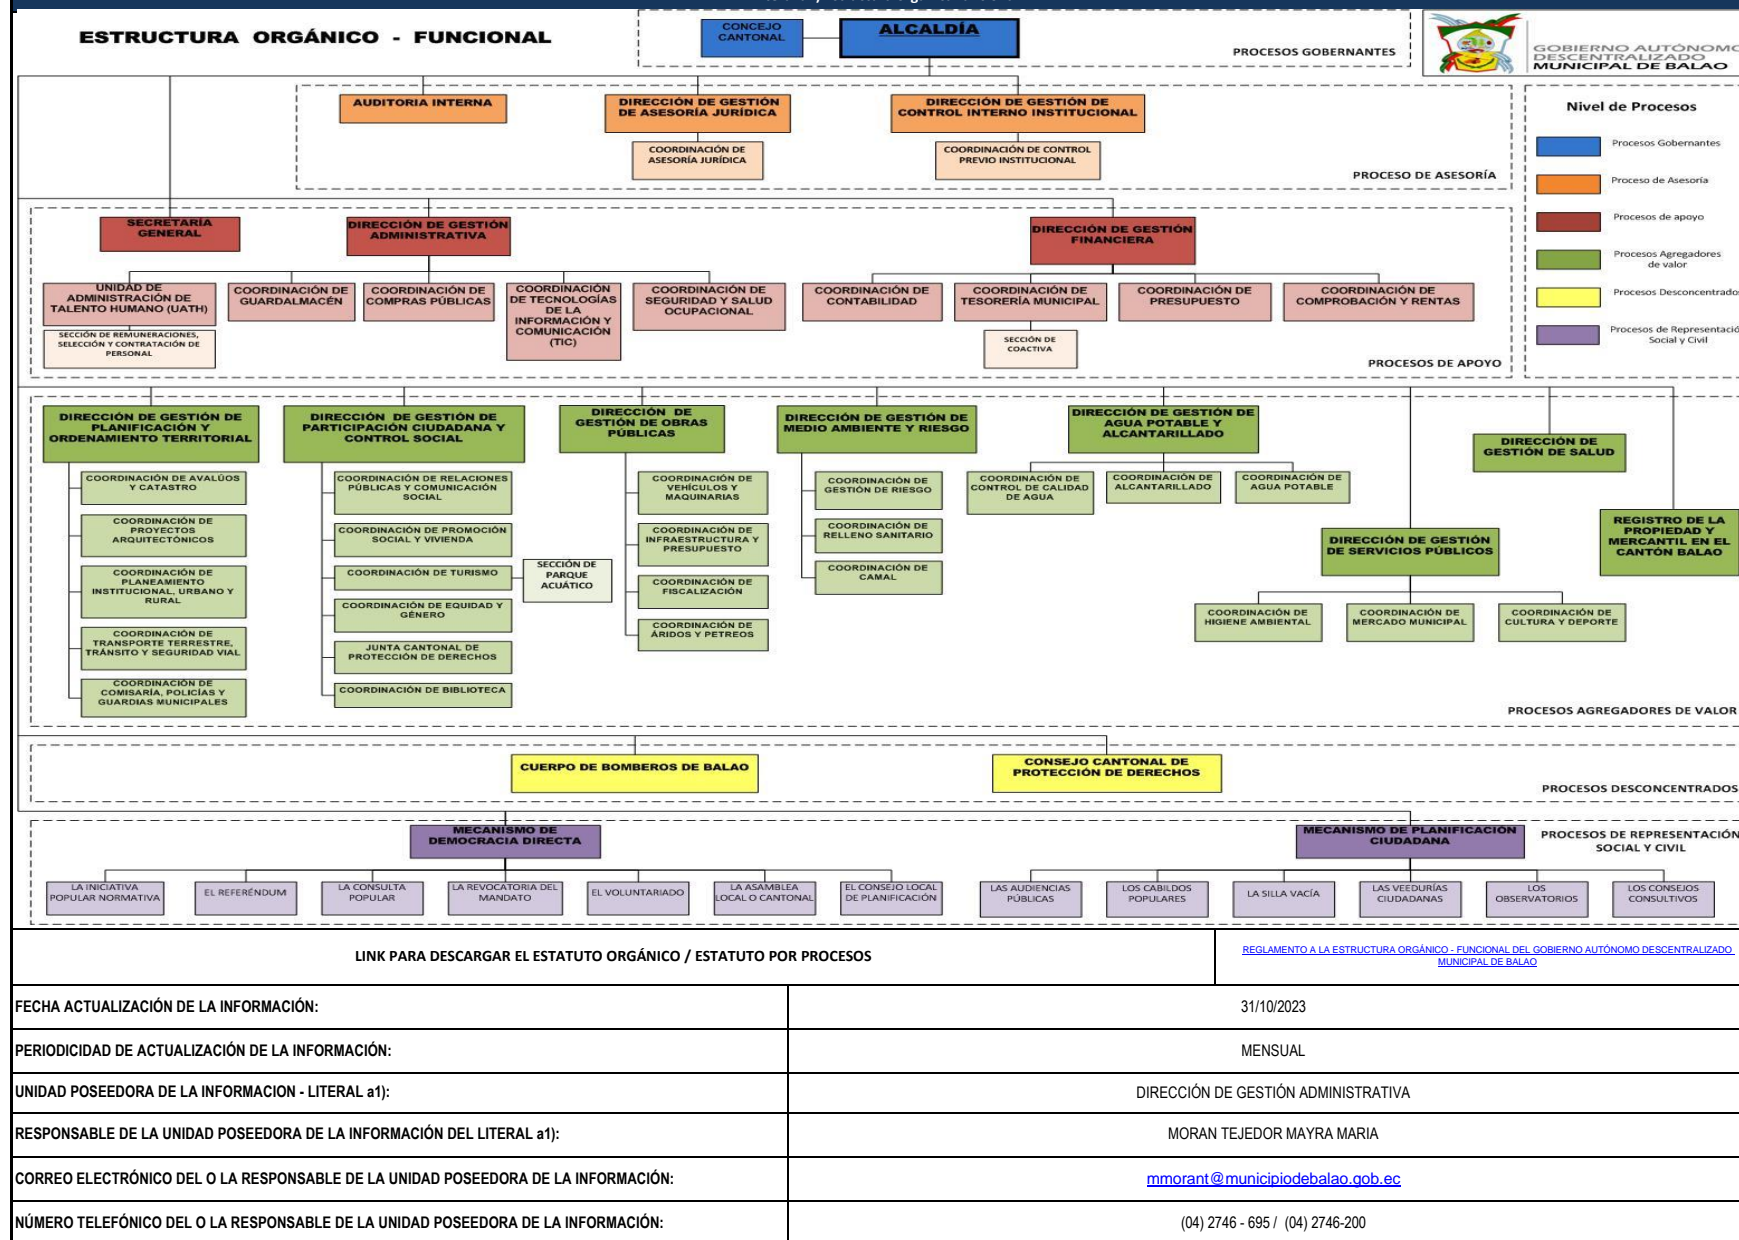 ESTRUCTURA ORGÁNICO - FUNCIONAL
CONCEJO
CANTONAL
ALCALDÍA
PROCESOS GOBERNANTES
GOBIERNO AUTÓNOMO
DESCENTRALIZADO
MUNICIPAL DE BALAO
AUDITORIA INTERNA
DIRECCIÓN DE GESTIÓN
DE ASESORÍA JURÍDICA
DIRECCIÓN DE GESTIÓN DE
CONTROL INTERNO INSTITUCIONAL
COORDINACIÓN DE
ASESORÍA JURÍDICA
COORDINACIÓN DE CONTROL
PREVIO INSTITUCIONAL
PROCESO DE ASESORÍA
Nivel de Procesos
Procesos Gobernantes
Proceso de Asesoría
Procesos de apoyo
Procesos Agregadores
de valor
Procesos Desconcentrados
Procesos de Representació
Social y Civil
SECRETARÍA
GENERAL
DIRECCIÓN DE GESTIÓN
ADMINISTRATIVA
DIRECCIÓN DE GESTIÓN
FINANCIERA
UNIDAD DE
ADMINISTRACIÓN DE
TALENTO HUMANO (UATH)
SECCIÓN DE REMUNERACIONES,
SELECCIÓN Y CONTRATACIÓN DE
PERSONAL
COORDINACIÓN DE
GUARDALMACÉN
COORDINACIÓN DE
COMPRAS PÚBLICAS
COORDINACIÓN
DE TECNOLOGÍAS
DE LA
INFORMACIÓN Y
COMUNICACIÓN
(TIC)
COORDINACIÓN DE
SEGURIDAD Y SALUD
OCUPACIONAL
COORDINACIÓN DE
CONTABILIDAD
COORDINACIÓN DE
TESORERÍA MUNICIPAL
SECCIÓN DE
COACTIVA
COORDINACIÓN DE
PRESUPUESTO
COORDINACIÓN DE
COMPROBACIÓN Y RENTAS
PROCESOS DE APOYO
DIRECCIÓN DE GESTIÓN DE
PLANIFICACIÓN Y
ORDENAMIENTO TERRITORIAL
COORDINACIÓN DE AVALÚOS
Y CATASTRO
COORDINACIÓN DE
PROYECTOS
ARQUITECTÓNICOS
COORDINACIÓN DE
PLANEAMIENTO
INSTITUCIONAL, URBANO Y
RURAL
COORDINACIÓN DE
TRANSPORTE TERRESTRE,
TRÁNSITO Y SEGURIDAD VIAL
COORDINACIÓN DE
COMISARÍA, POLICÍAS Y
GUARDIAS MUNICIPALES
DIRECCIÓN DE GESTIÓN DE
PARTICIPACIÓN CIUDADANA Y
CONTROL SOCIAL
COORDINACIÓN DE RELACIONES
PÚBLICAS Y COMUNICACIÓN
SOCIAL
COORDINACIÓN DE PROMOCIÓN
SOCIAL Y VIVIENDA
COORDINACIÓN DE TURISMO
SECCIÓN DE
PARQUE
ACUÁTICO
COORDINACIÓN DE EQUIDAD Y
GÉNERO
JUNTA CANTONAL DE
PROTECCIÓN DE DERECHOS
COORDINACIÓN DE BIBLIOTECA
DIRECCIÓN DE
GESTIÓN DE OBRAS
PÚBLICAS
COORDINACIÓN DE
VEHÍCULOS Y
MAQUINARIAS
COORDINACIÓN DE
INFRAESTRUCTURA Y
PRESUPUESTO
COORDINACIÓN DE
FISCALIZACIÓN
COORDINACIÓN DE
ÁRIDOS Y PETREOS
DIRECCIÓN DE GESTIÓN DE
MEDIO AMBIENTE Y RIESGO
COORDINACIÓN DE
GESTIÓN DE RIESGO
COORDINACIÓN DE
RELLENO SANITARIO
COORDINACIÓN DE
CAMAL
DIRECCIÓN DE GESTIÓN DE
AGUA POTABLE Y
ALCANTARILLADO
COORDINACIÓN DE
CONTROL DE CALIDAD
DE AGUA
COORDINACIÓN DE
ALCANTARILLADO
COORDINACIÓN DE
AGUA POTABLE
DIRECCIÓN DE GESTIÓN
DE SERVICIOS PÚBLICOS
COORDINACIÓN DE
HIGIENE AMBIENTAL
COORDINACIÓN DE
MERCADO MUNICIPAL
COORDINACIÓN DE
CULTURA Y DEPORTE
DIRECCIÓN DE
GESTIÓN DE SALUD
REGISTRO DE LA
PROPIEDAD Y
MERCANTIL EN EL
CANTÓN BALAO
PROCESOS AGREGADORES DE VALOR
CUERPO DE BOMBEROS DE BALAO
CONSEJO CANTONAL DE
PROTECCIÓN DE DERECHOS
PROCESOS DESCONCENTRADOS
MECANISMO DE
DEMOCRACIA DIRECTA
MECANISMO DE PLANIFICACIÓN
CIUDADANA
PROCESOS DE REPRESENTACIÓN
SOCIAL Y CIVIL
LA INICIATIVA
POPULAR NORMATIVA
EL REFERÉNDUM
LA CONSULTA
POPULAR
LA REVOCATORIA DEL
MANDATO
EL VOLUNTARIADO
LA ASAMBLEA
LOCAL O CANTONAL
EL CONSEJO LOCAL
DE PLANIFICACIÓN
LAS AUDIENCIAS
PÚBLICAS
LOS CABILDOS
POPULARES
LA SILLA VACÍA
LAS VEEDURÍAS
CIUDADANAS
LOS
OBSERVATORIOS
LOS CONSEJOS
CONSULTIVOS
LINK PARA DESCARGAR EL ESTATUTO ORGÁNICO / ESTATUTO POR PROCESOS
REGLAMENTO A LA ESTRUCTURA ORGÁNICO - FUNCIONAL DEL GOBIERNO AUTÓNOMO DESCENTRALIZADO
MUNICIPAL DE BALAO
FECHA ACTUALIZACIÓN DE LA INFORMACIÓN: 31/10/2023
PERIODICIDAD DE ACTUALIZACIÓN DE LA INFORMACIÓN: MENSUAL
UNIDAD POSEEDORA DE LA INFORMACION - LITERAL a1): DIRECCIÓN DE GESTIÓN ADMINISTRATIVA
RESPONSABLE DE LA UNIDAD POSEEDORA DE LA INFORMACIÓN DEL LITERAL a1): MORAN TEJEDOR MAYRA MARIA
CORREO ELECTRÓNICO DEL O LA RESPONSABLE DE LA UNIDAD POSEEDORA DE LA INFORMACIÓN: mmorant@municipiodebalao.gob.ec
NÚMERO TELEFÓNICO DEL O LA RESPONSABLE DE LA UNIDAD POSEEDORA DE LA INFORMACIÓN: (04) 2746 - 695 / (04) 2746-200